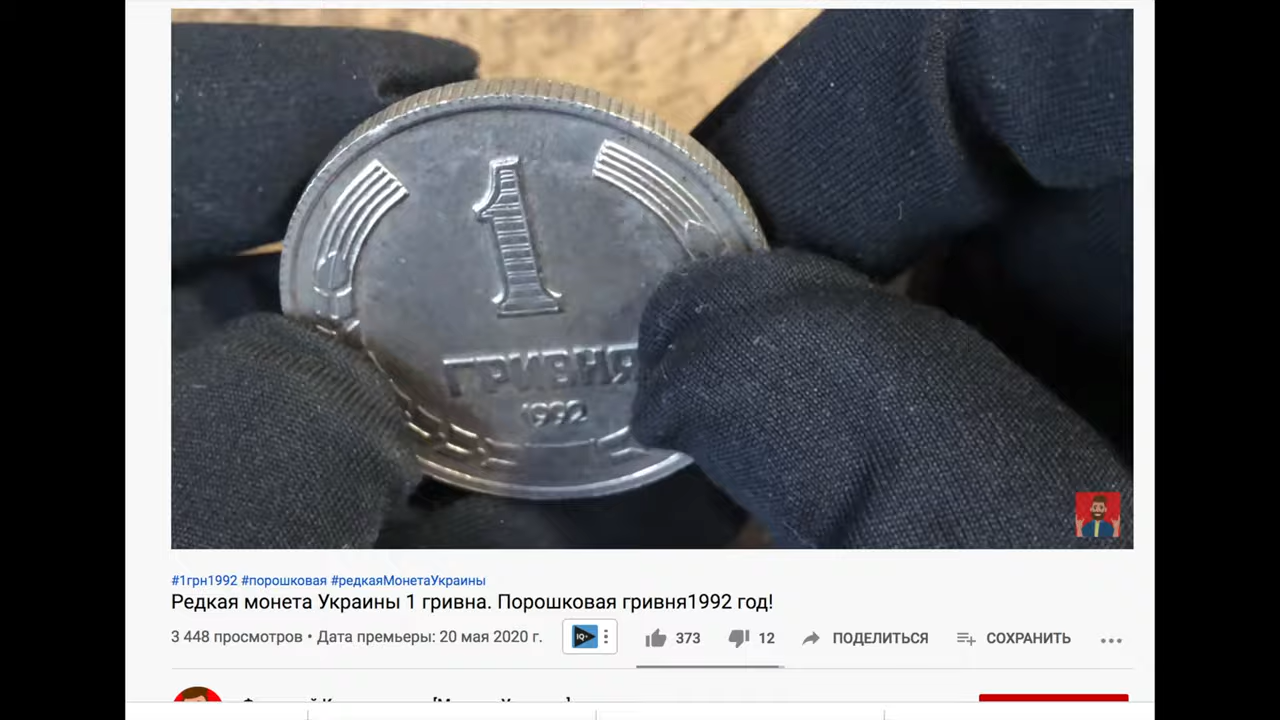 1
ГРИВНЯ
1992
#1грн1992 #порошковая #редкаяМонетаУкраины
Редкая монета Украины 1 гривна. Порошковая гривня1992 год!
3 448 просмотров • Дата премьеры: 20 мая 2020 г.
IQ+
373
12
ПОДЕЛИТЬСЯ
СОХРАНИТЬ